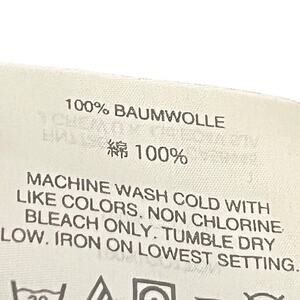 100% BAUMWOLLE
綿 100%
MACHINE WASH COLD WITH
LIKE COLORS. NON CHLORINE
BLEACH ONLY. TUMBLE DRY
LOW. IRON ON LOWEST SETTING.
30